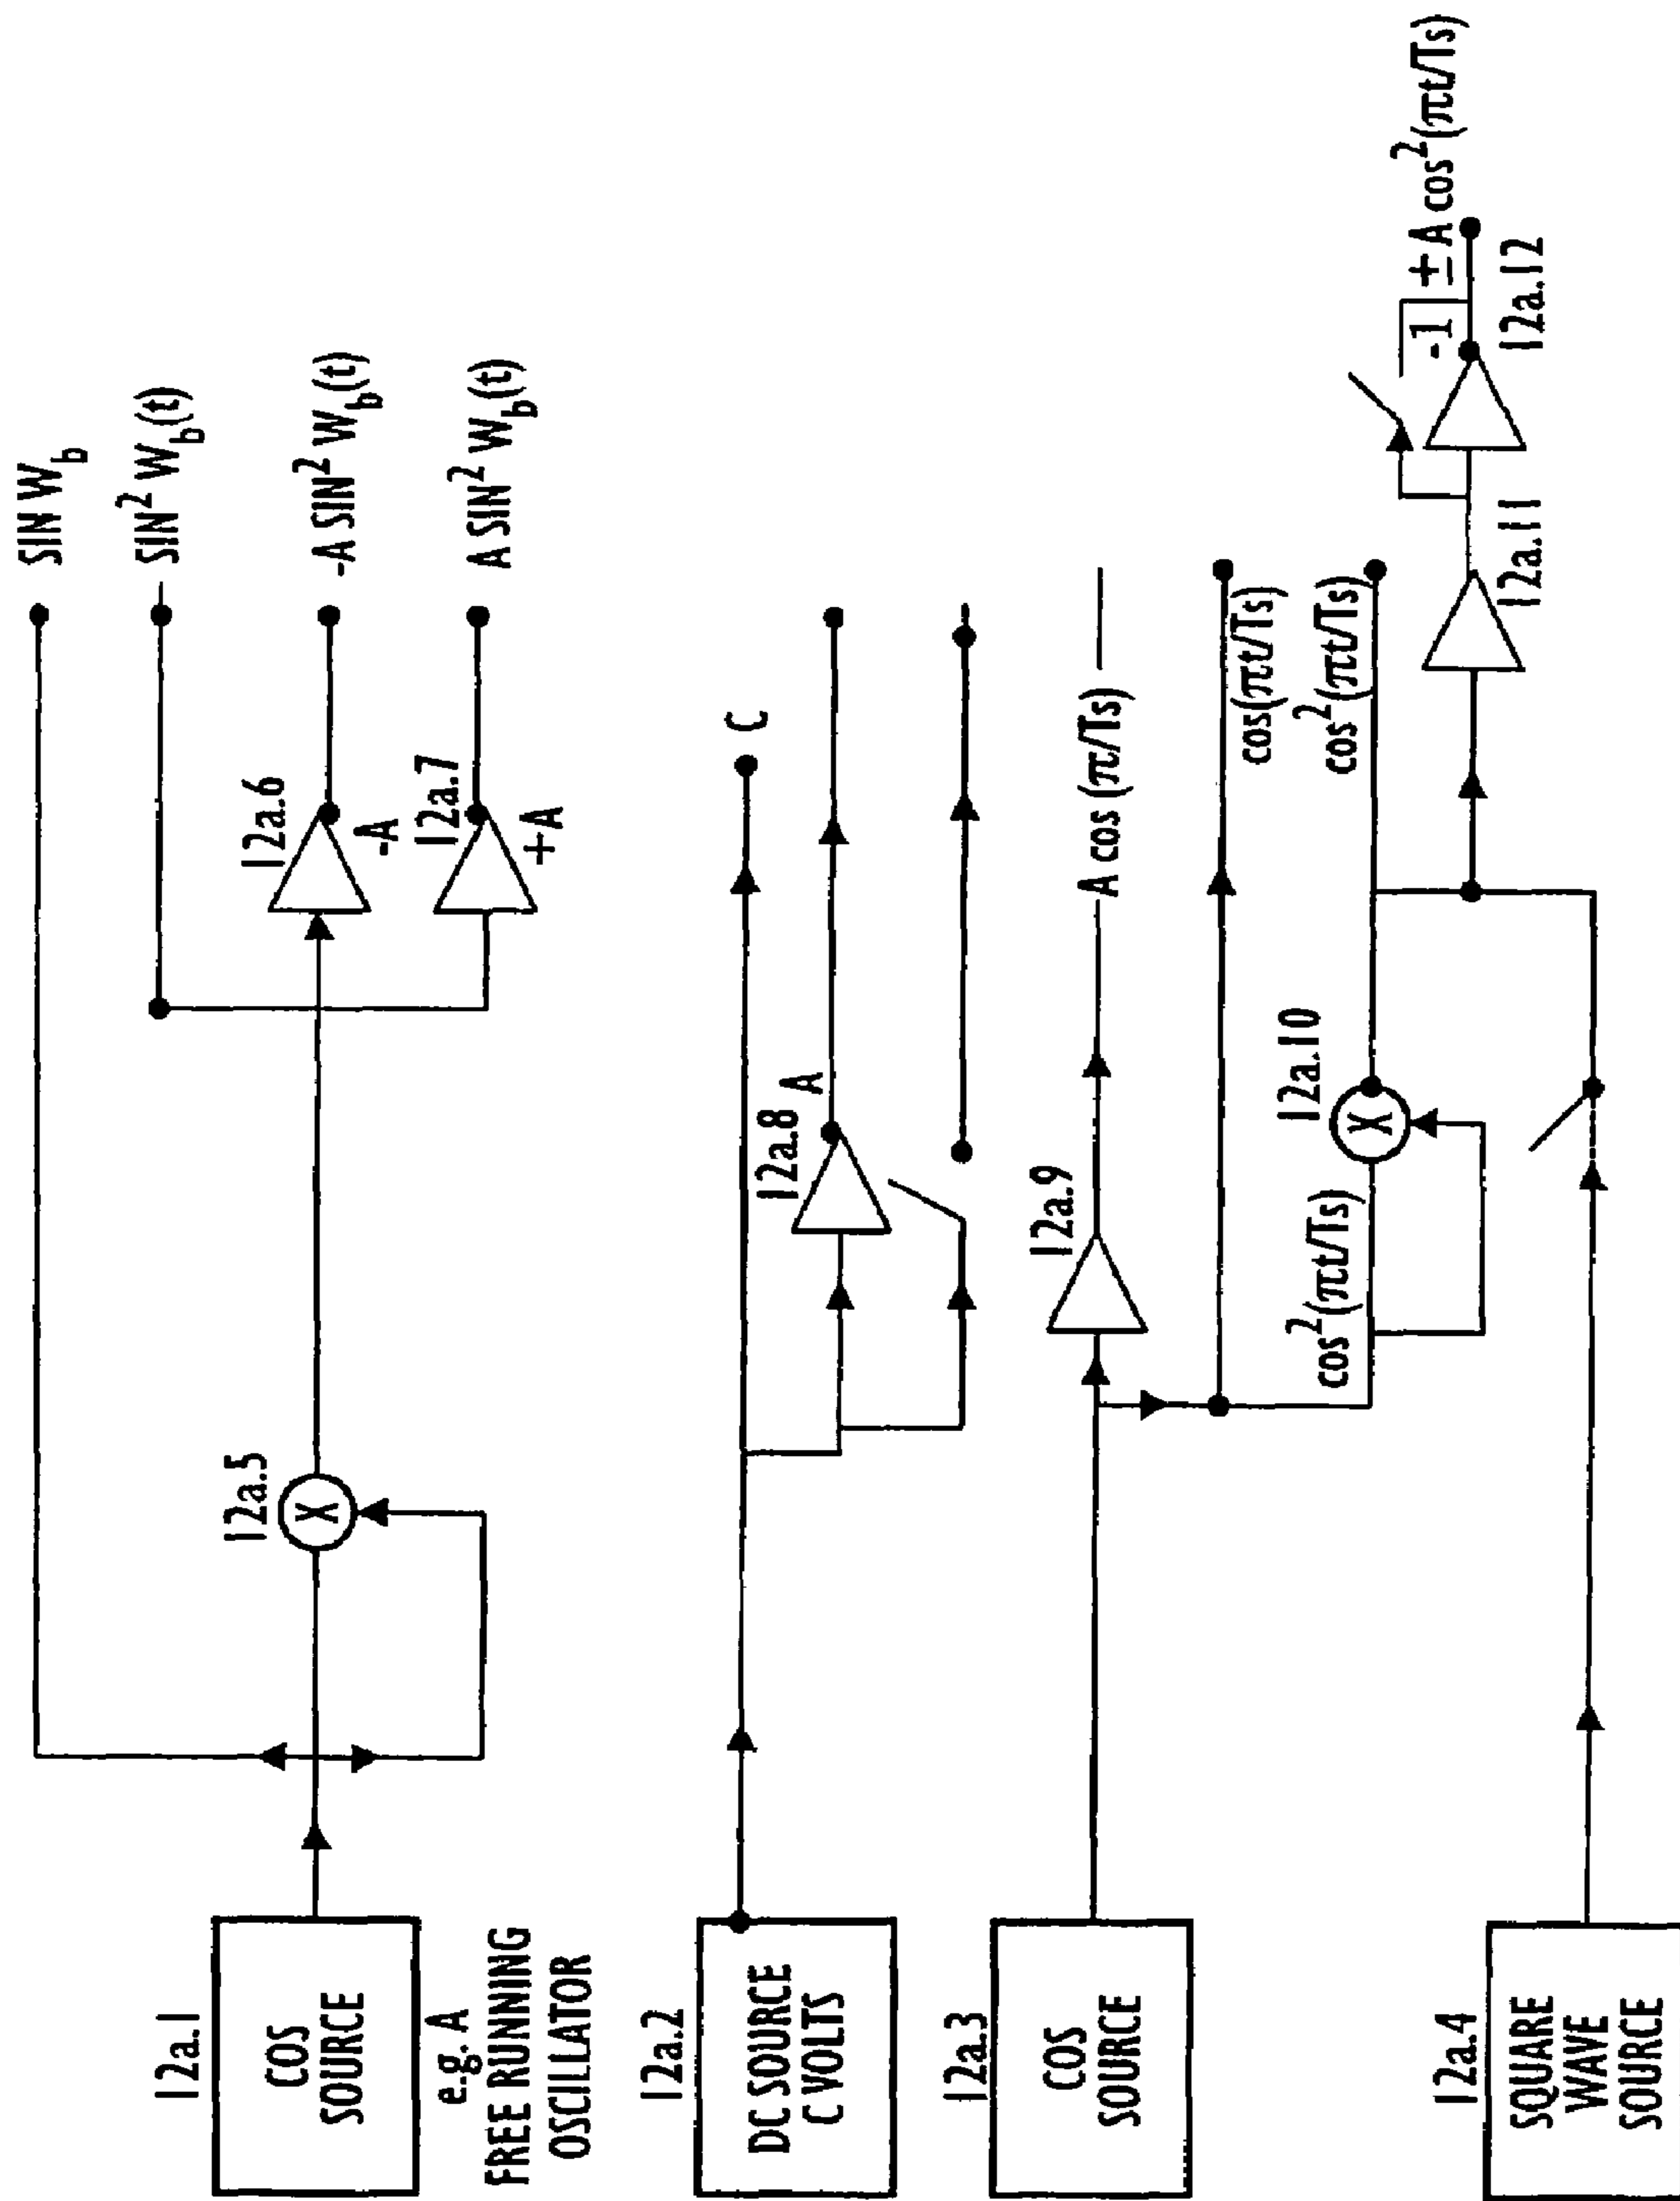 SIN W_b
SIN² W_b(t)
-A SIN² W_b(t)
A SIN² W_b(t)
12a.1
COS
SOURCE
e.g. A
FREE RUNNING
OSCILLATOR
12a.5
12a.6
-A
12a.7
+A
X
12a.2
DC SOURCE
C VOLTS
C
12a.8
A
12a.3
COS
SOURCE
12a.9
A cos (π/Ts)
cos(πt/Ts)
cos²(πt/Ts)
12a.10
X
cos²(πt/Ts)
12a.11
-1
± A cos²(πt/Ts)
12a.12
12a.4
SQUARE
WAVE
SOURCE